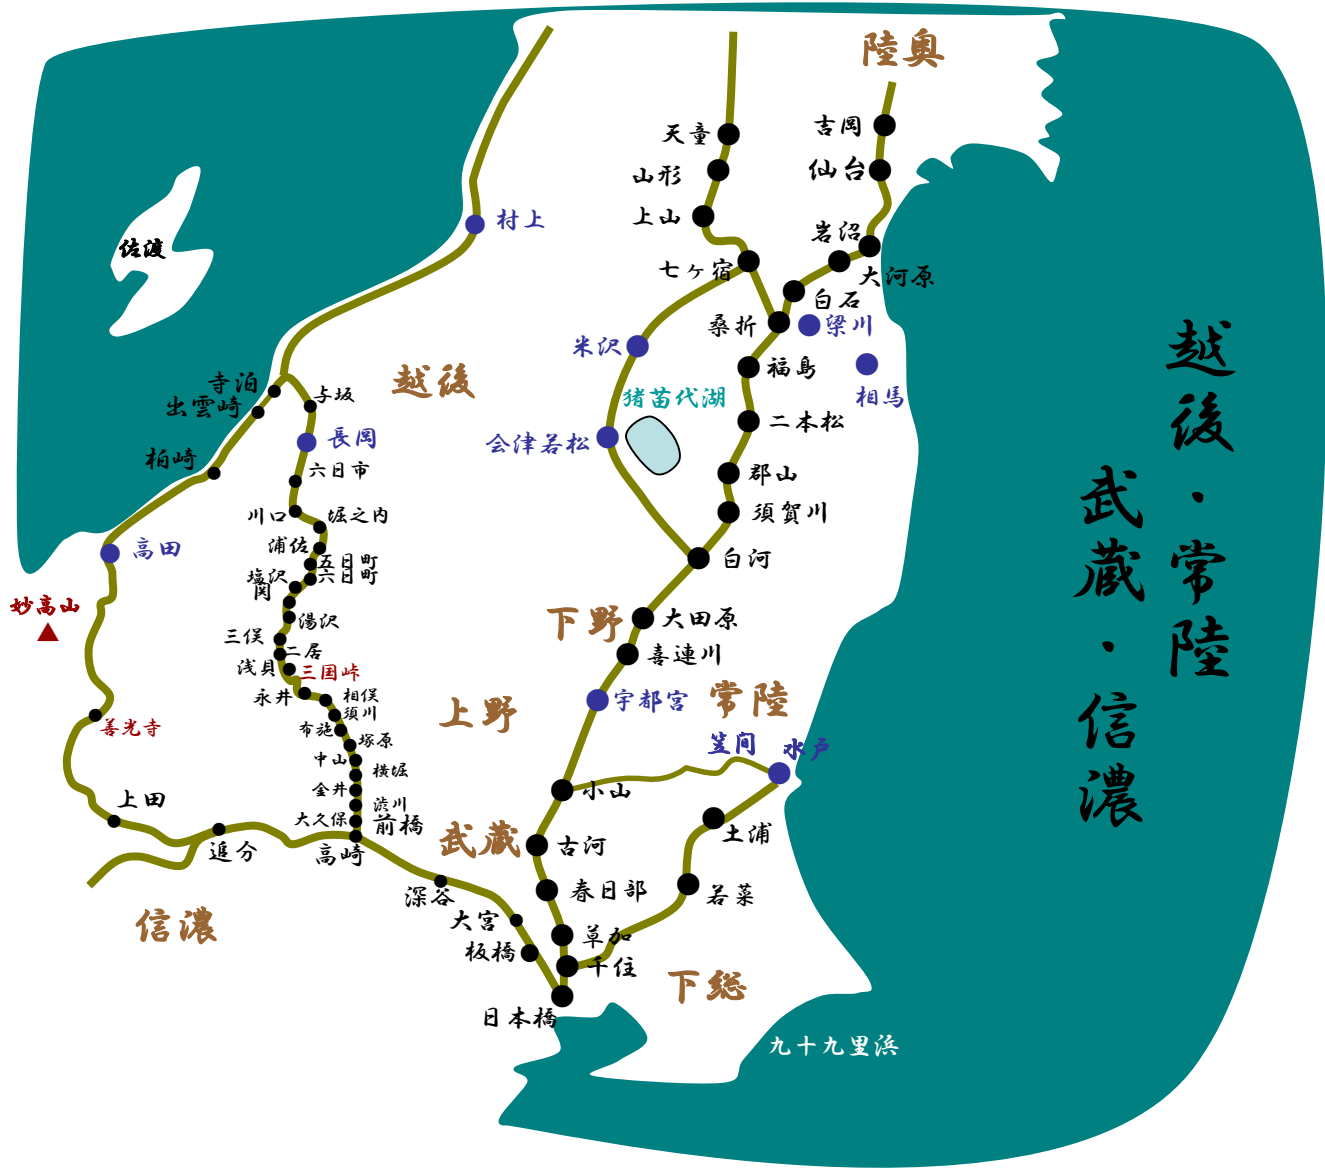 越後・常陸
武蔵・信濃
陸奥
天童
吉岡
山形
仙台
上山
村上
岩沼
佐渡
七ヶ宿
大河原
白石
桑折
梁川
米沢
福島
相馬
越後
寺泊
与坂
出雲崎
猪苗代湖
二本松
長岡
会津若松
柏崎
六日市
郡山
川口
堀之内
須賀川
浦佐
高田
五日町
塩沢
六日町
関
白河
妙高山
湯沢
下野
大田原
三俣
二居
喜連川
浅貝
三国峠
永井
相俣
宇都宮
常陸
須川
上野
善光寺
布施
塚原
笠間
水戸
中山
横堀
金井
小山
上田
渋川
大久保
前橋
土浦
武蔵
古河
追分
高崎
深谷
春日部
若菜
信濃
大宮
草加
板橋
千住
下総
日本橋
九十九里浜